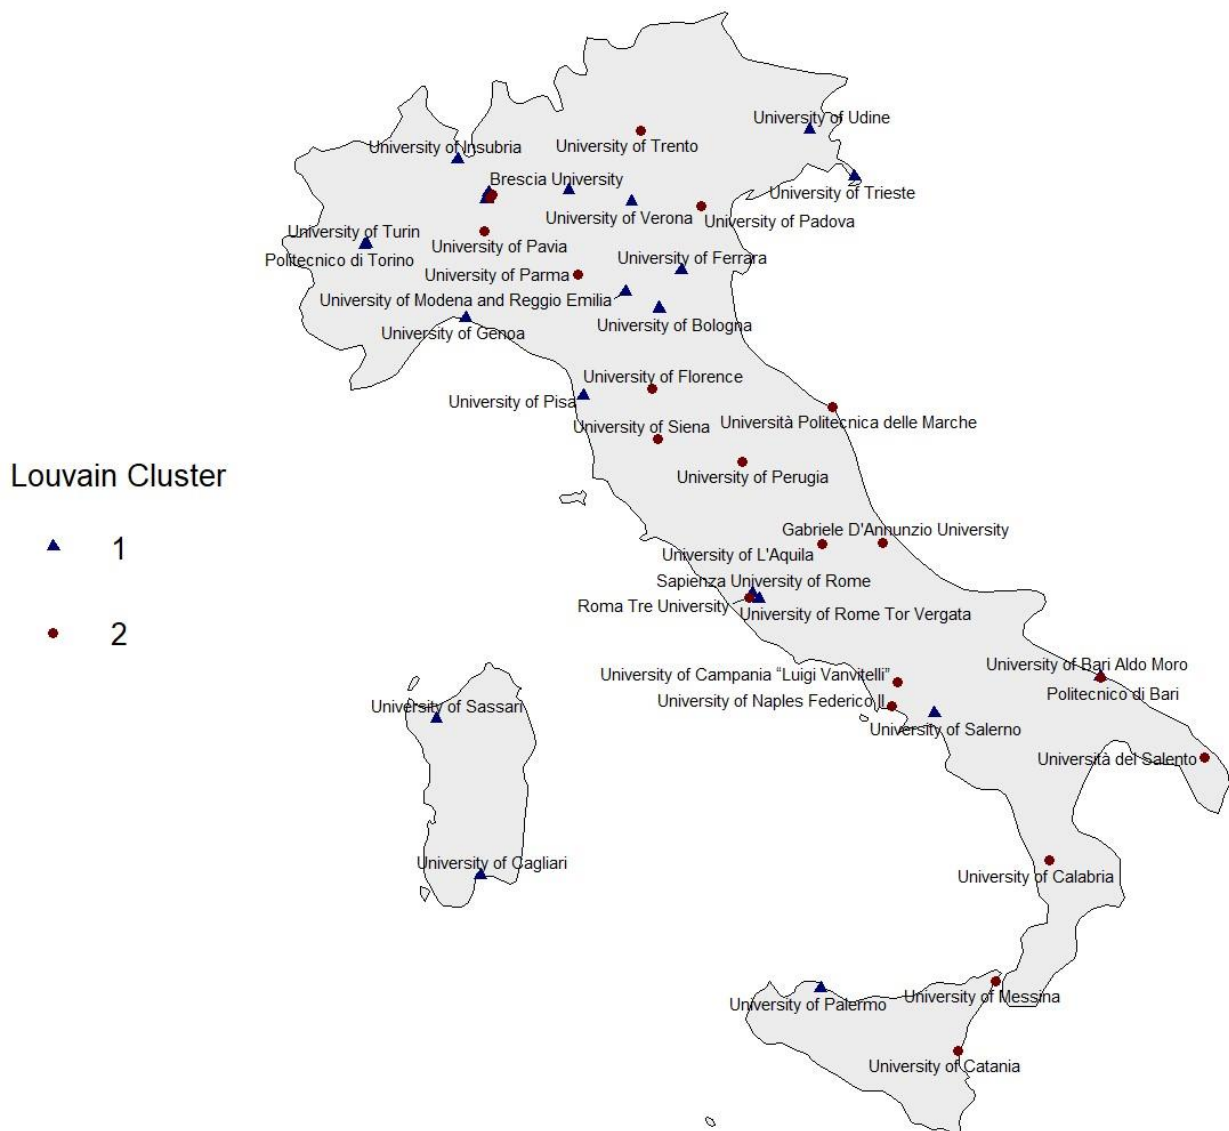 University of Udine
University of Trento
University of Insubria
Brescia University
University of Trieste
University of Verona
University of Padova
University of Turin
University of Pavia
University of Ferrara
Politecnico di Torino
University of Parma
University of Modena and Reggio Emilia
University of Bologna
University of Genoa
University of Florence
University of Pisa
Università Politecnica delle Marche
University of Siena
University of Perugia
Louvain Cluster
1
2
Gabriele D'Annunzio University
University of L'Aquila
Sapienza University of Rome
Roma Tre University
University of Rome Tor Vergata
University of Bari Aldo Moro
University of Campania “Luigi Vanvitelli”
Politecnico di Bari
University of Naples Federico II
University of Sassari
University of Salerno
Università del Salento
University of Cagliari
University of Calabria
University of Messina
University of Palermo
University of Catania